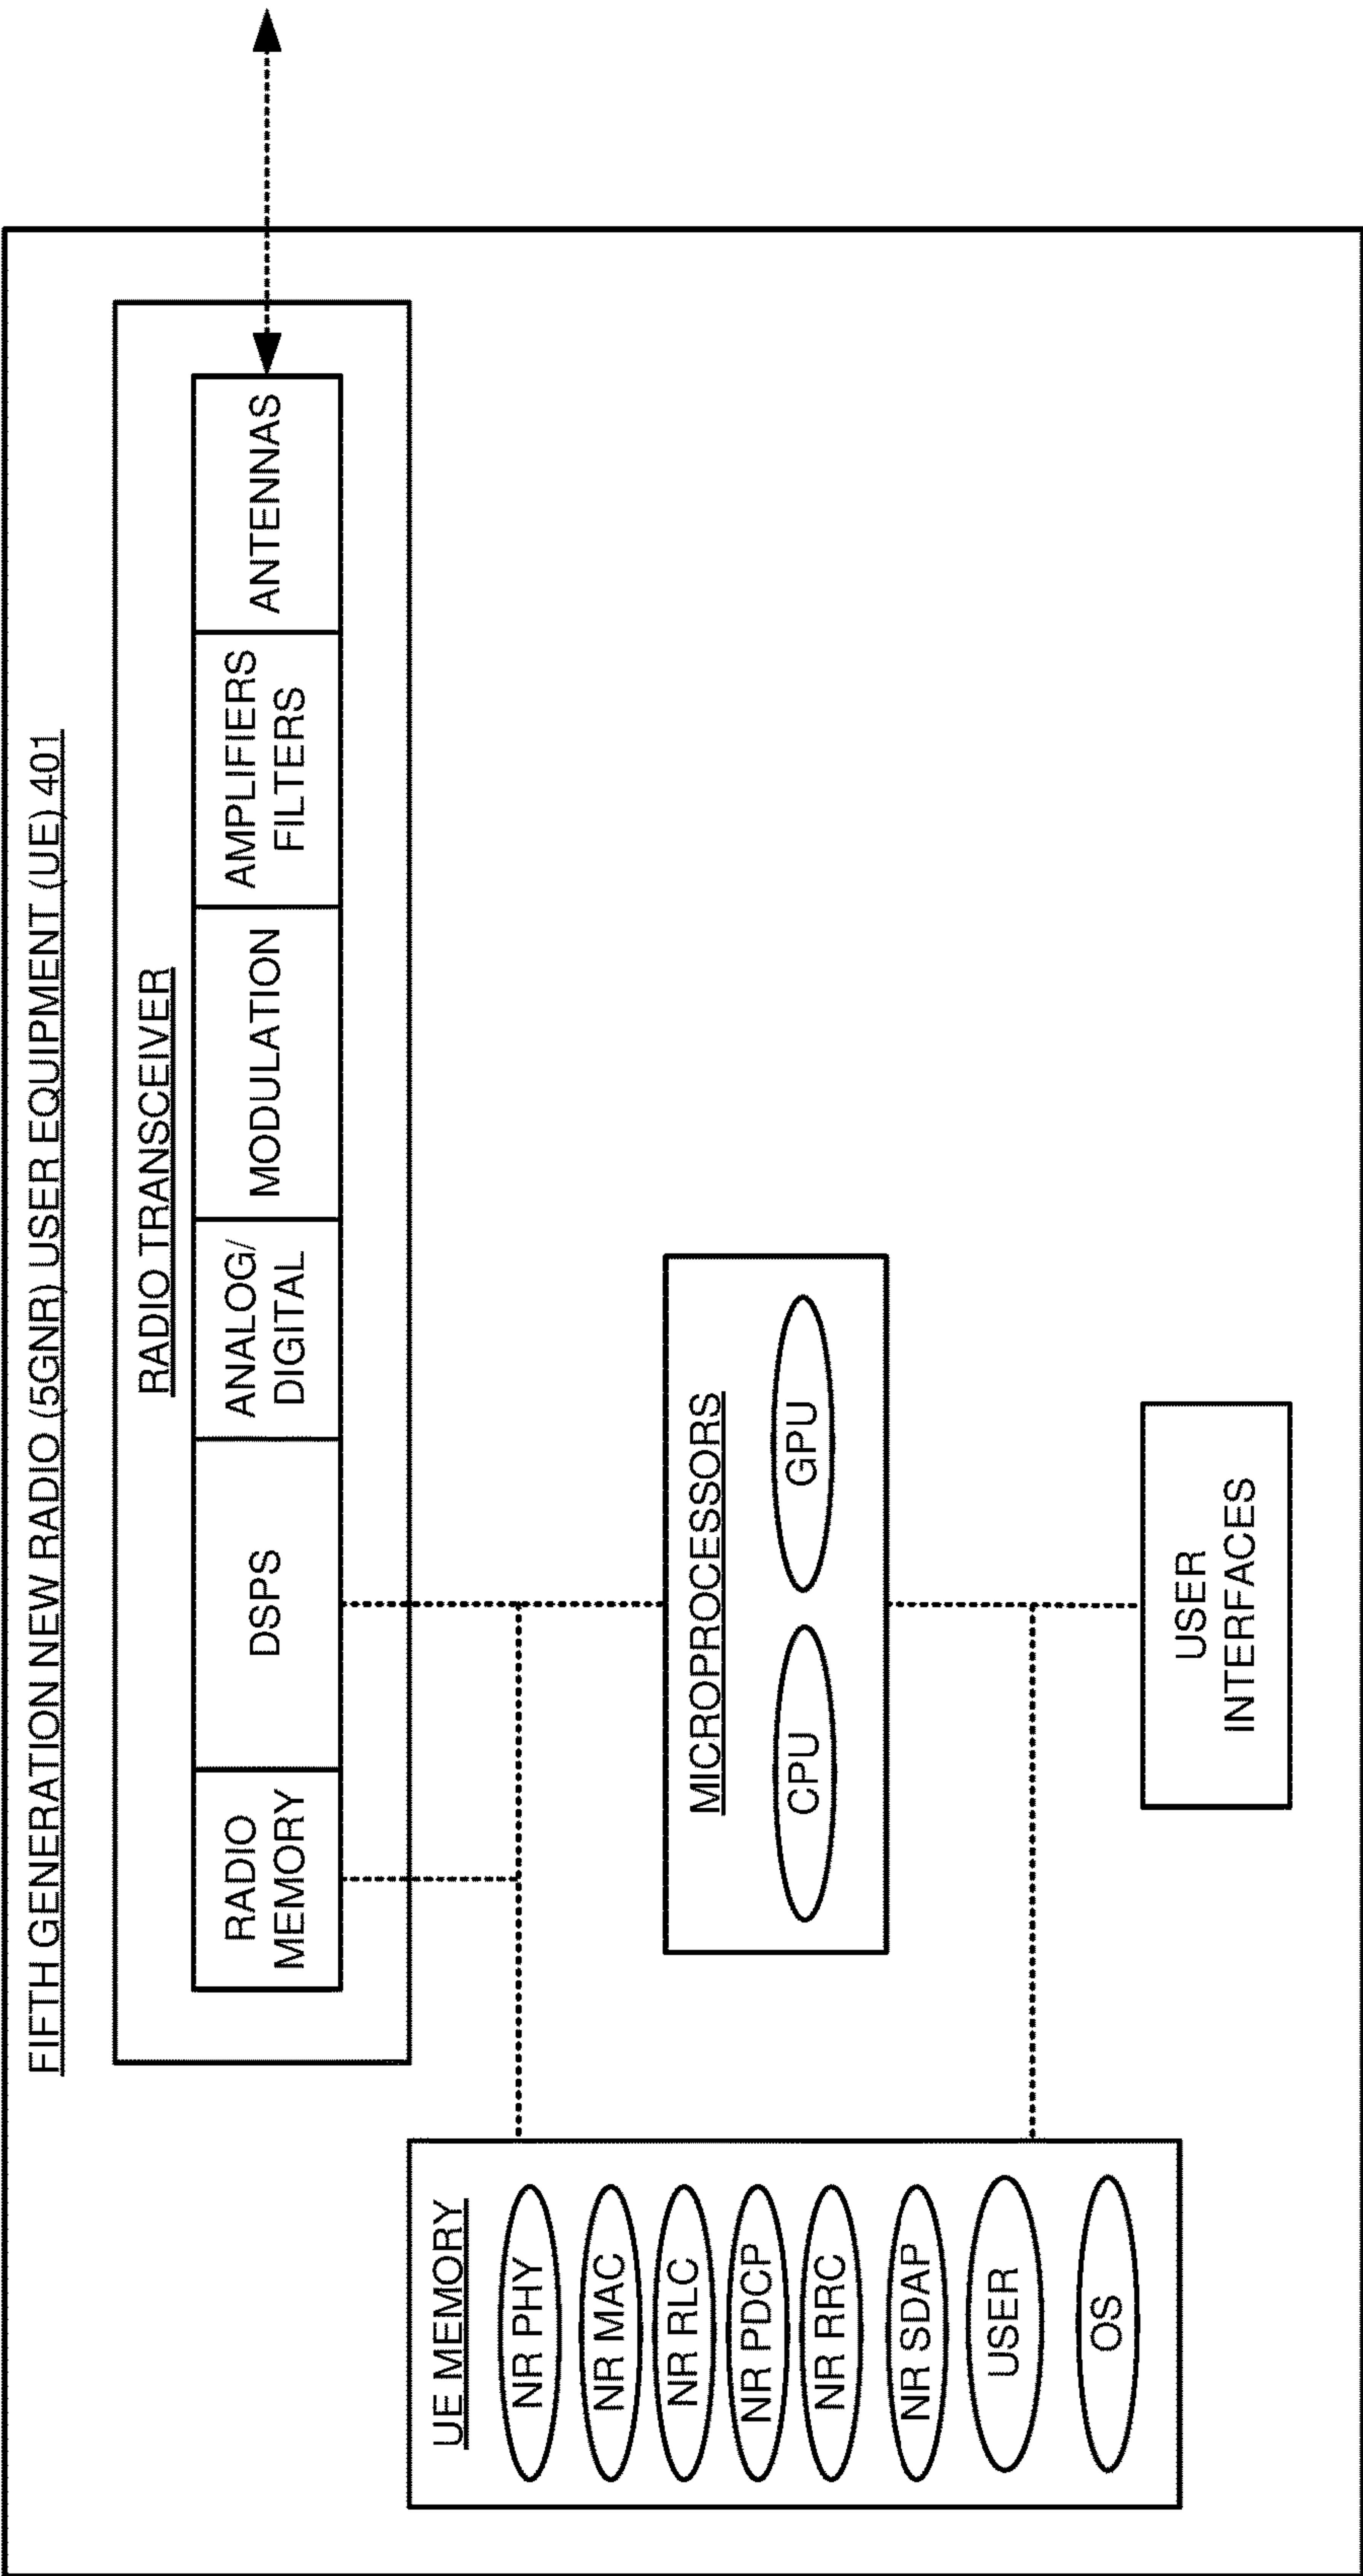 FIFTH GENERATION NEW RADIO (5GNR) USER EQUIPMENT (UE) 401
RADIO TRANSCEIVER
RADIO
MEMORY
DSPS
ANALOG/
DIGITAL
MODULATION
AMPLIFIERS
FILTERS
ANTENNAS
UE MEMORY
NR PHY
NR MAC
NR RLC
NR PDCP
NR RRC
NR SDAP
USER
OS
MICROPROCESSORS
CPU
GPU
USER
INTERFACES